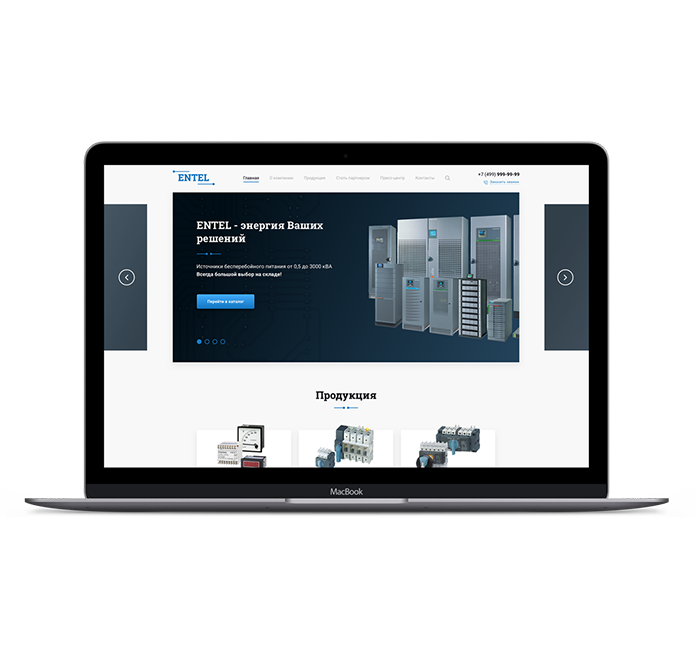 ENTEL
Главная О компании Продукция Стать партнером Пресс-центр Контакты
+7 (499) 999-99-99
Заказать звонок
ENTEL - энергия Ваших
решений
Источники бесперебойного питания от 0,5 до 3000 кВА
Всегда большой выбор на складе!
Перейти в каталог
Продукция
MacBook